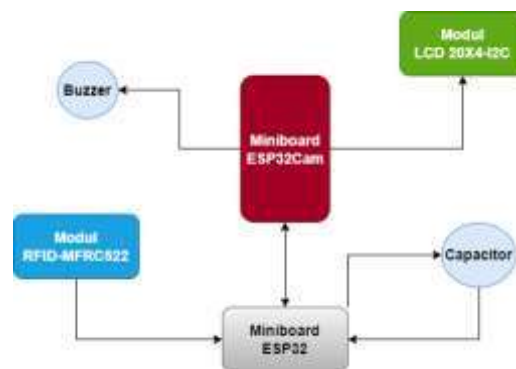 Modul
LCD 20X4-I2C
Buzzer
Miniboard
ESP32Cam
Modul
RFID-MFRC522
Capacitor
Miniboard
ESP32